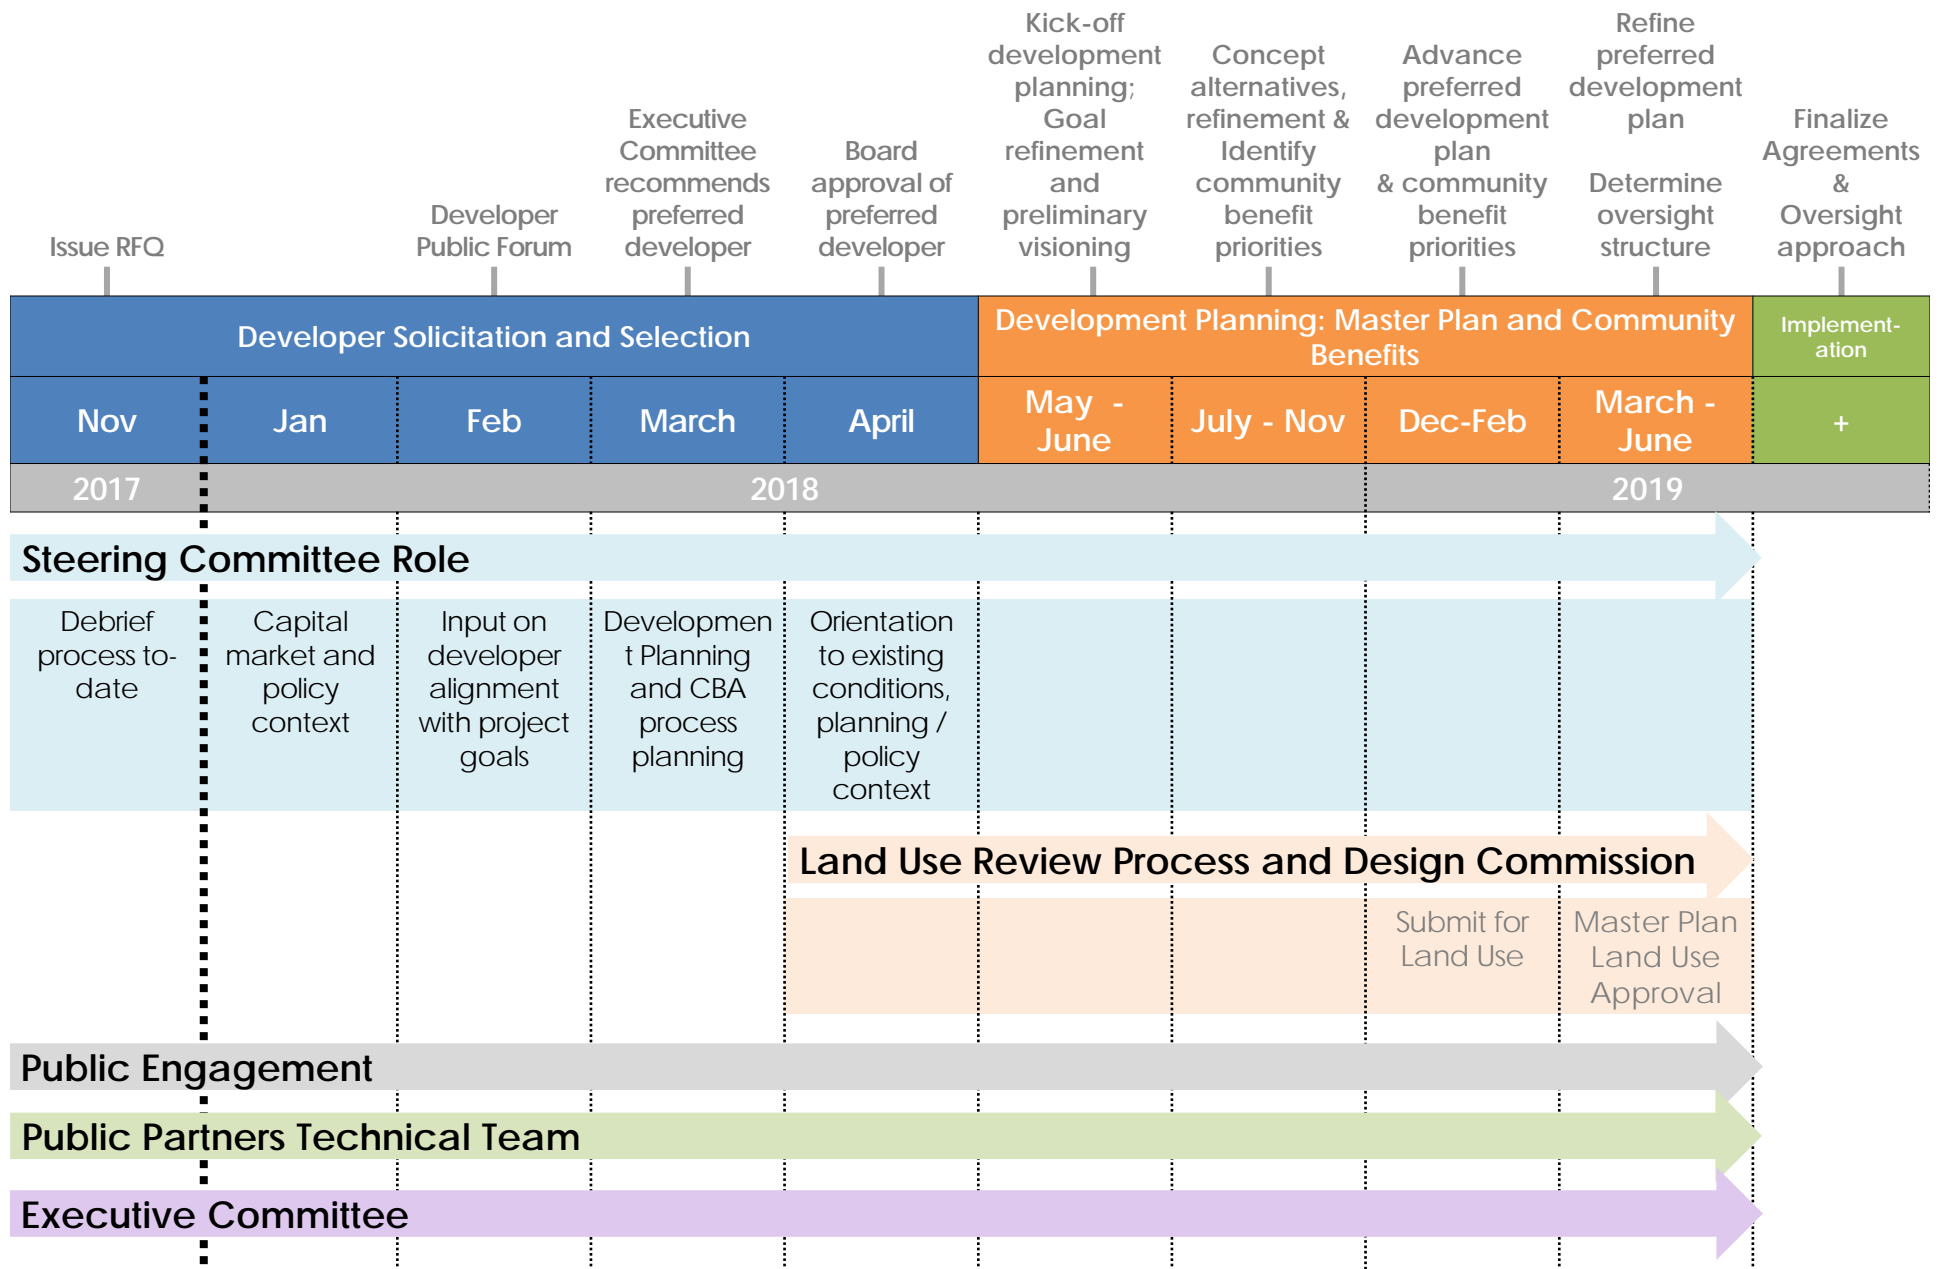 Issue RFQ
Developer
Public Forum
Executive
Committee
recommends
preferred
developer
Board
approval of
preferred
developer
Kick-off
development
planning;
Goal
refinement
and
preliminary
visioning
Concept
alternatives,
refinement &
Identify
community
benefit
priorities
Advance
preferred
development
plan
& community
benefit
priorities
Refine
preferred
development
plan
Determine
oversight
structure
Finalize
Agreements
&
Oversight
approach
Developer Solicitation and Selection
Development Planning: Master Plan and Community
Benefits
Implement-
ation
Nov
Jan
Feb
March
April
May -
June
July - Nov
Dec-Feb
March -
June
+
2017
2018
2019
Steering Committee Role
Debrief
process to-
date
Capital
market and
policy
context
Input on
developer
alignment
with project
goals
Developmen
t Planning
and CBA
process
planning
Orientation
to existing
conditions,
planning /
policy
context
Land Use Review Process and Design Commission
Submit for
Land Use
Master Plan
Land Use
Approval
Public Engagement
Public Partners Technical Team
Executive Committee